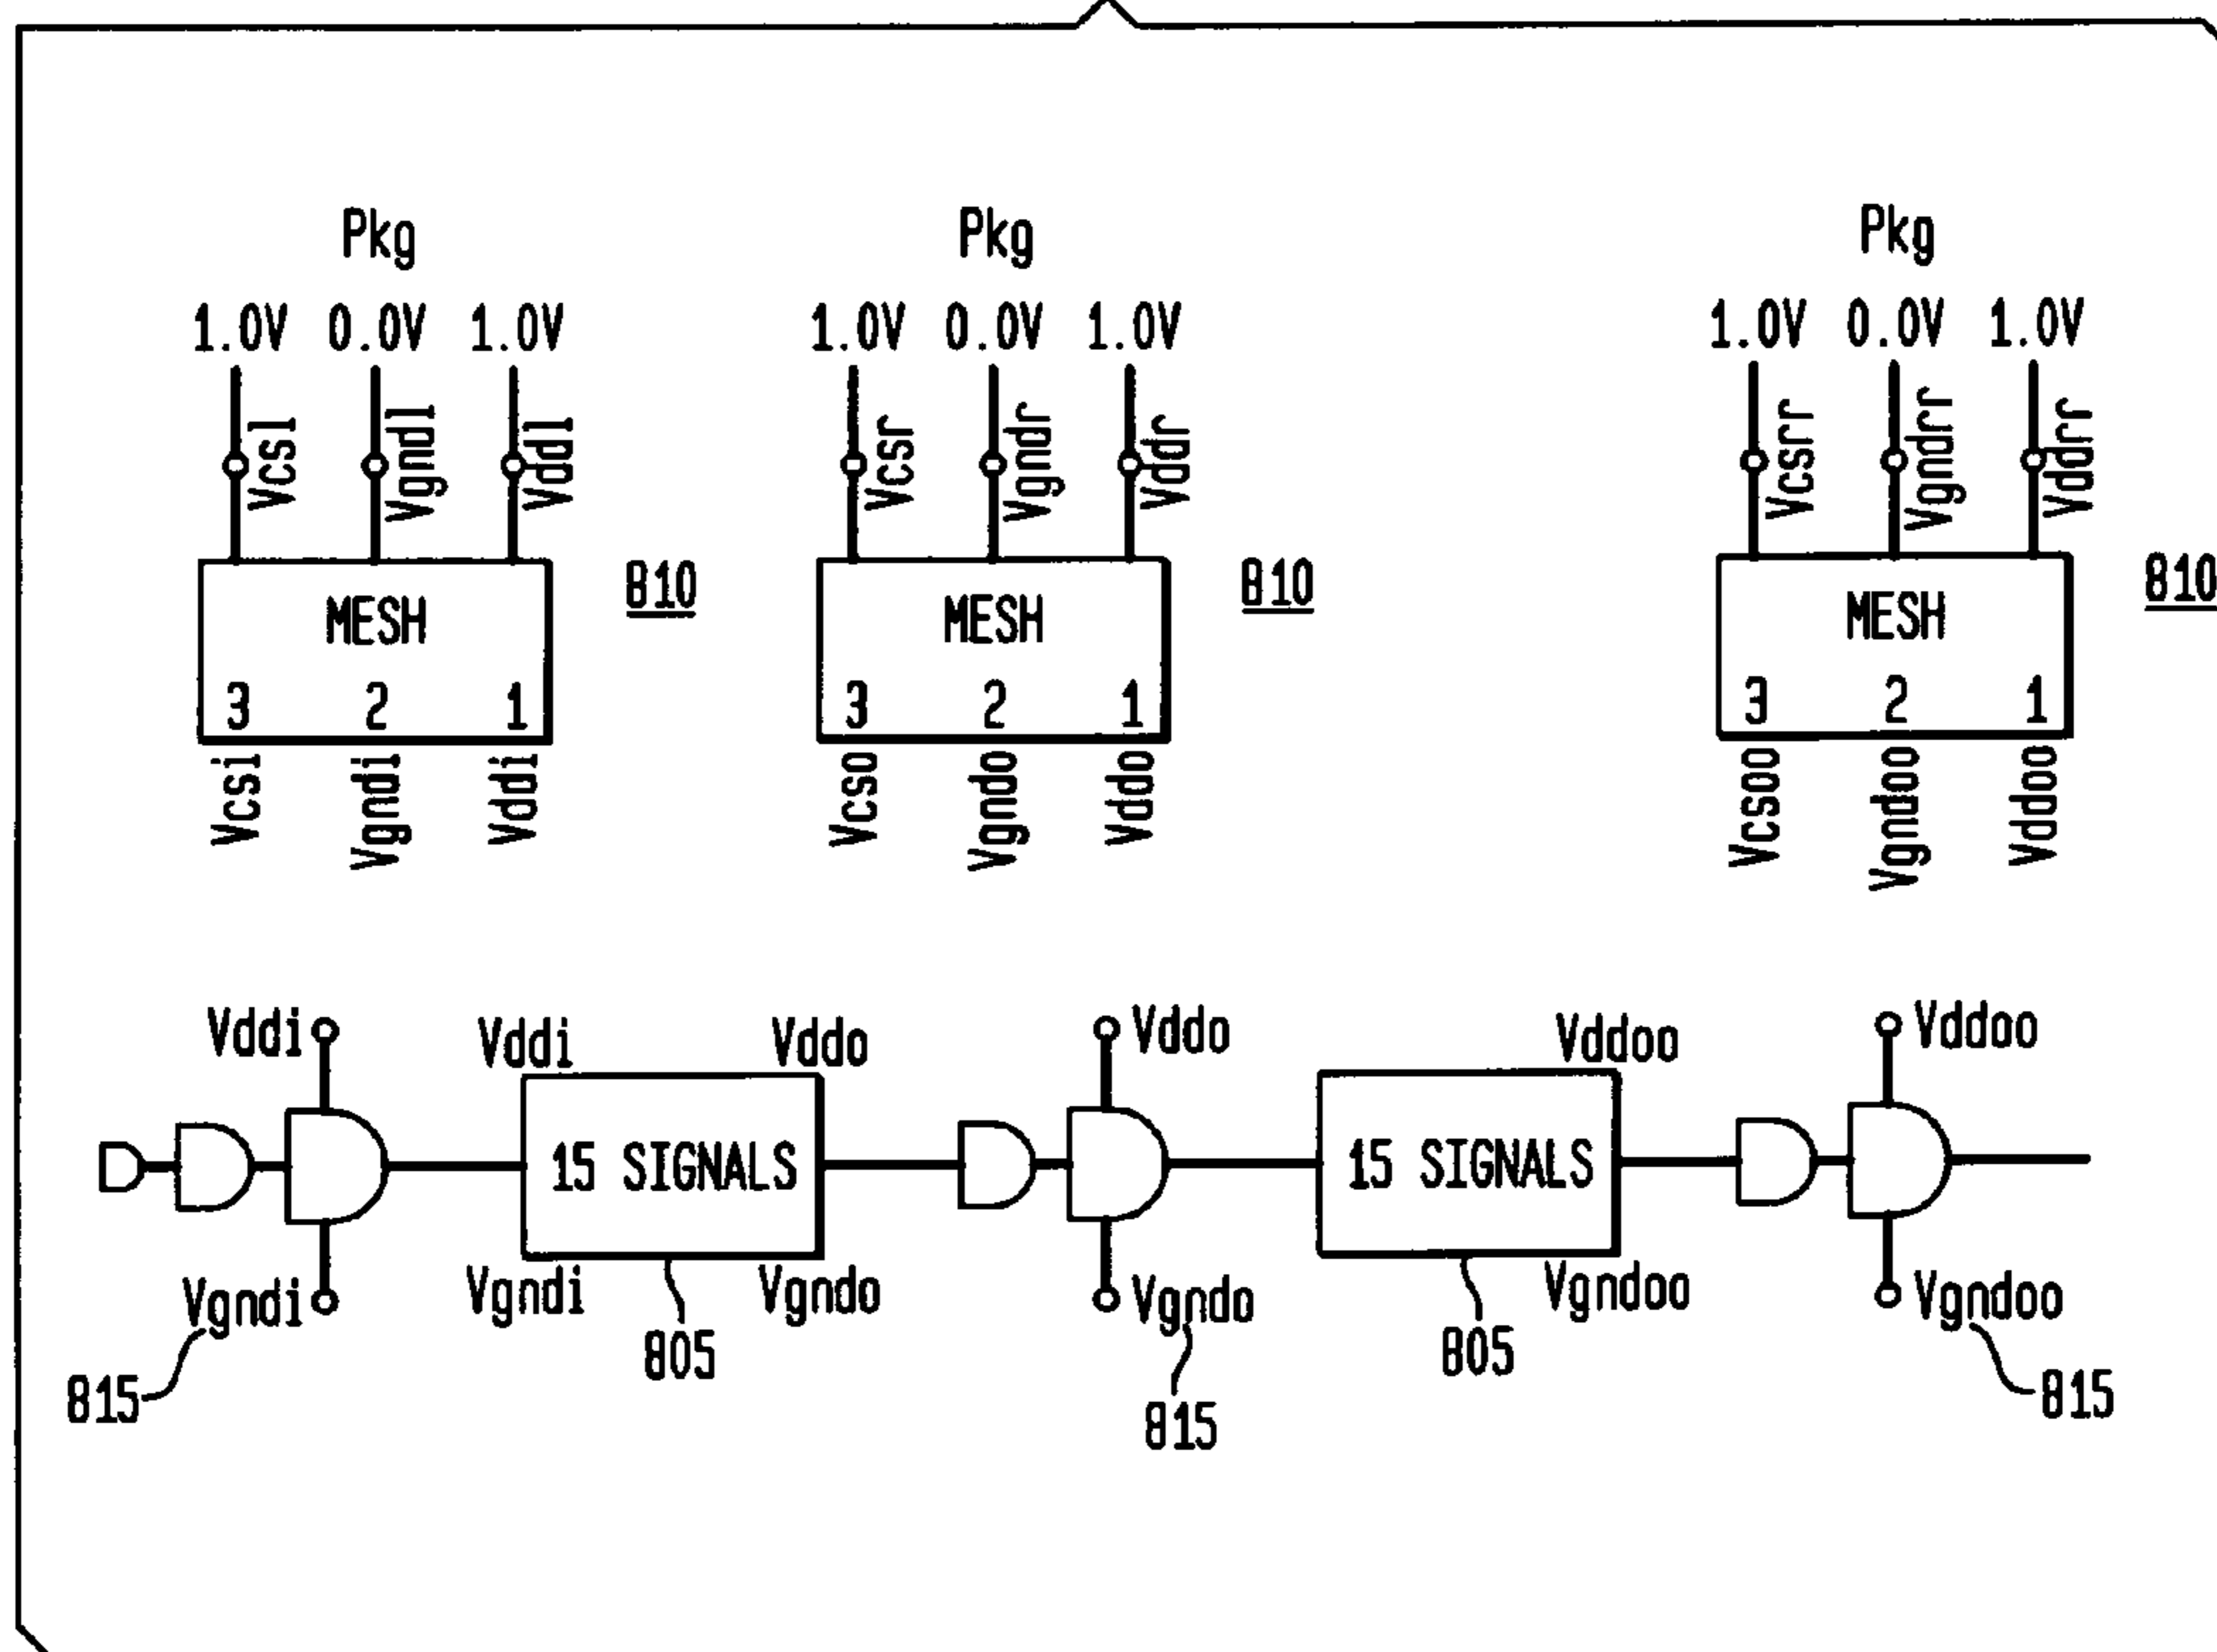 Pkg Pkg Pkg
1.0V 0.0V 1.0V 1.0V 0.0V 1.0V 1.0V 0.0V 1.0V
Vcsl Vgndl Vddl Vcsr Vgndr Vddr Vcsrr Vgndrr Vddrr
810 810 810
MESH MESH MESH
3 2 1 3 2 1 3 2 1
Vcsi Vgndi Vddi Vcso Vgndo Vddo Vcsoo Vgndoo Vddoo
Vddi Vddi Vddo Vddo Vddoo Vddoo
15 SIGNALS 15 SIGNALS
Vgndi Vgndi Vgndo Vgndo Vgndoo Vgndoo
805 805
815 815 815